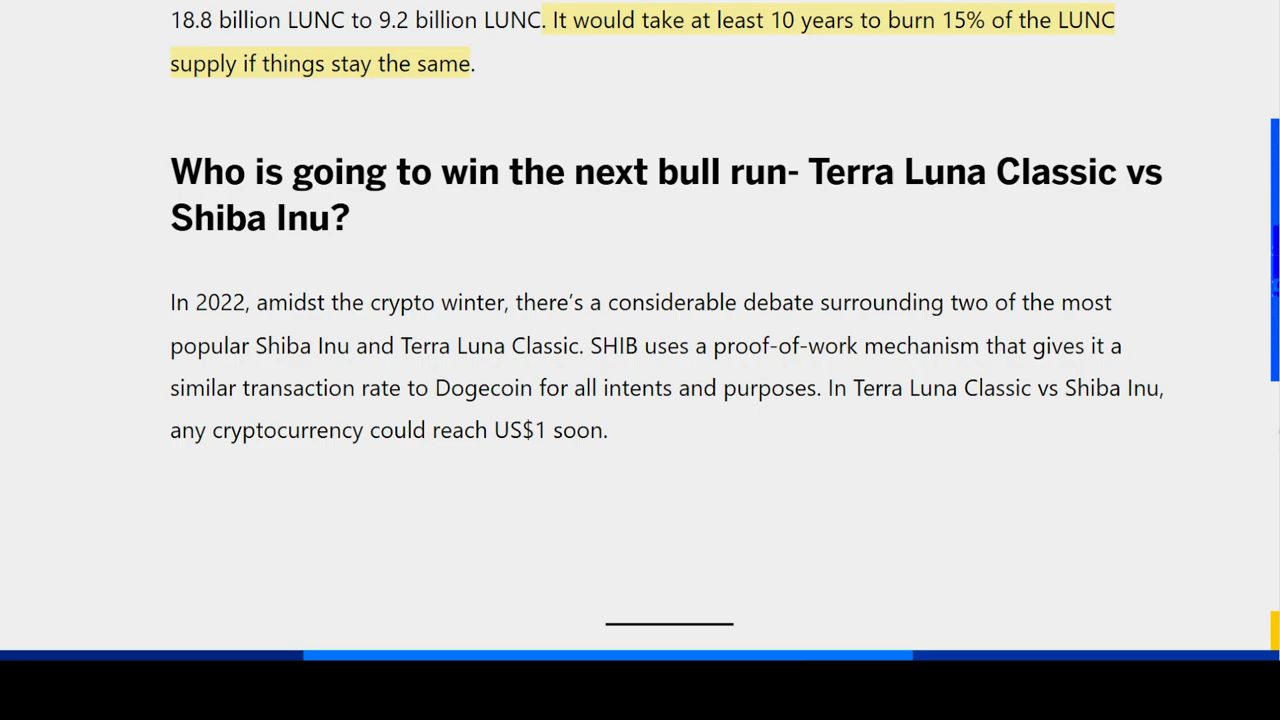 18.8 billion LUNC to 9.2 billion LUNC. It would take at least 10 years to burn 15% of the LUNC
supply if things stay the same.
Who is going to win the next bull run- Terra Luna Classic vs
Shiba Inu?
In 2022, amidst the crypto winter, there’s a considerable debate surrounding two of the most
popular Shiba Inu and Terra Luna Classic. SHIB uses a proof-of-work mechanism that gives it a
similar transaction rate to Dogecoin for all intents and purposes. In Terra Luna Classic vs Shiba Inu,
any cryptocurrency could reach US$1 soon.